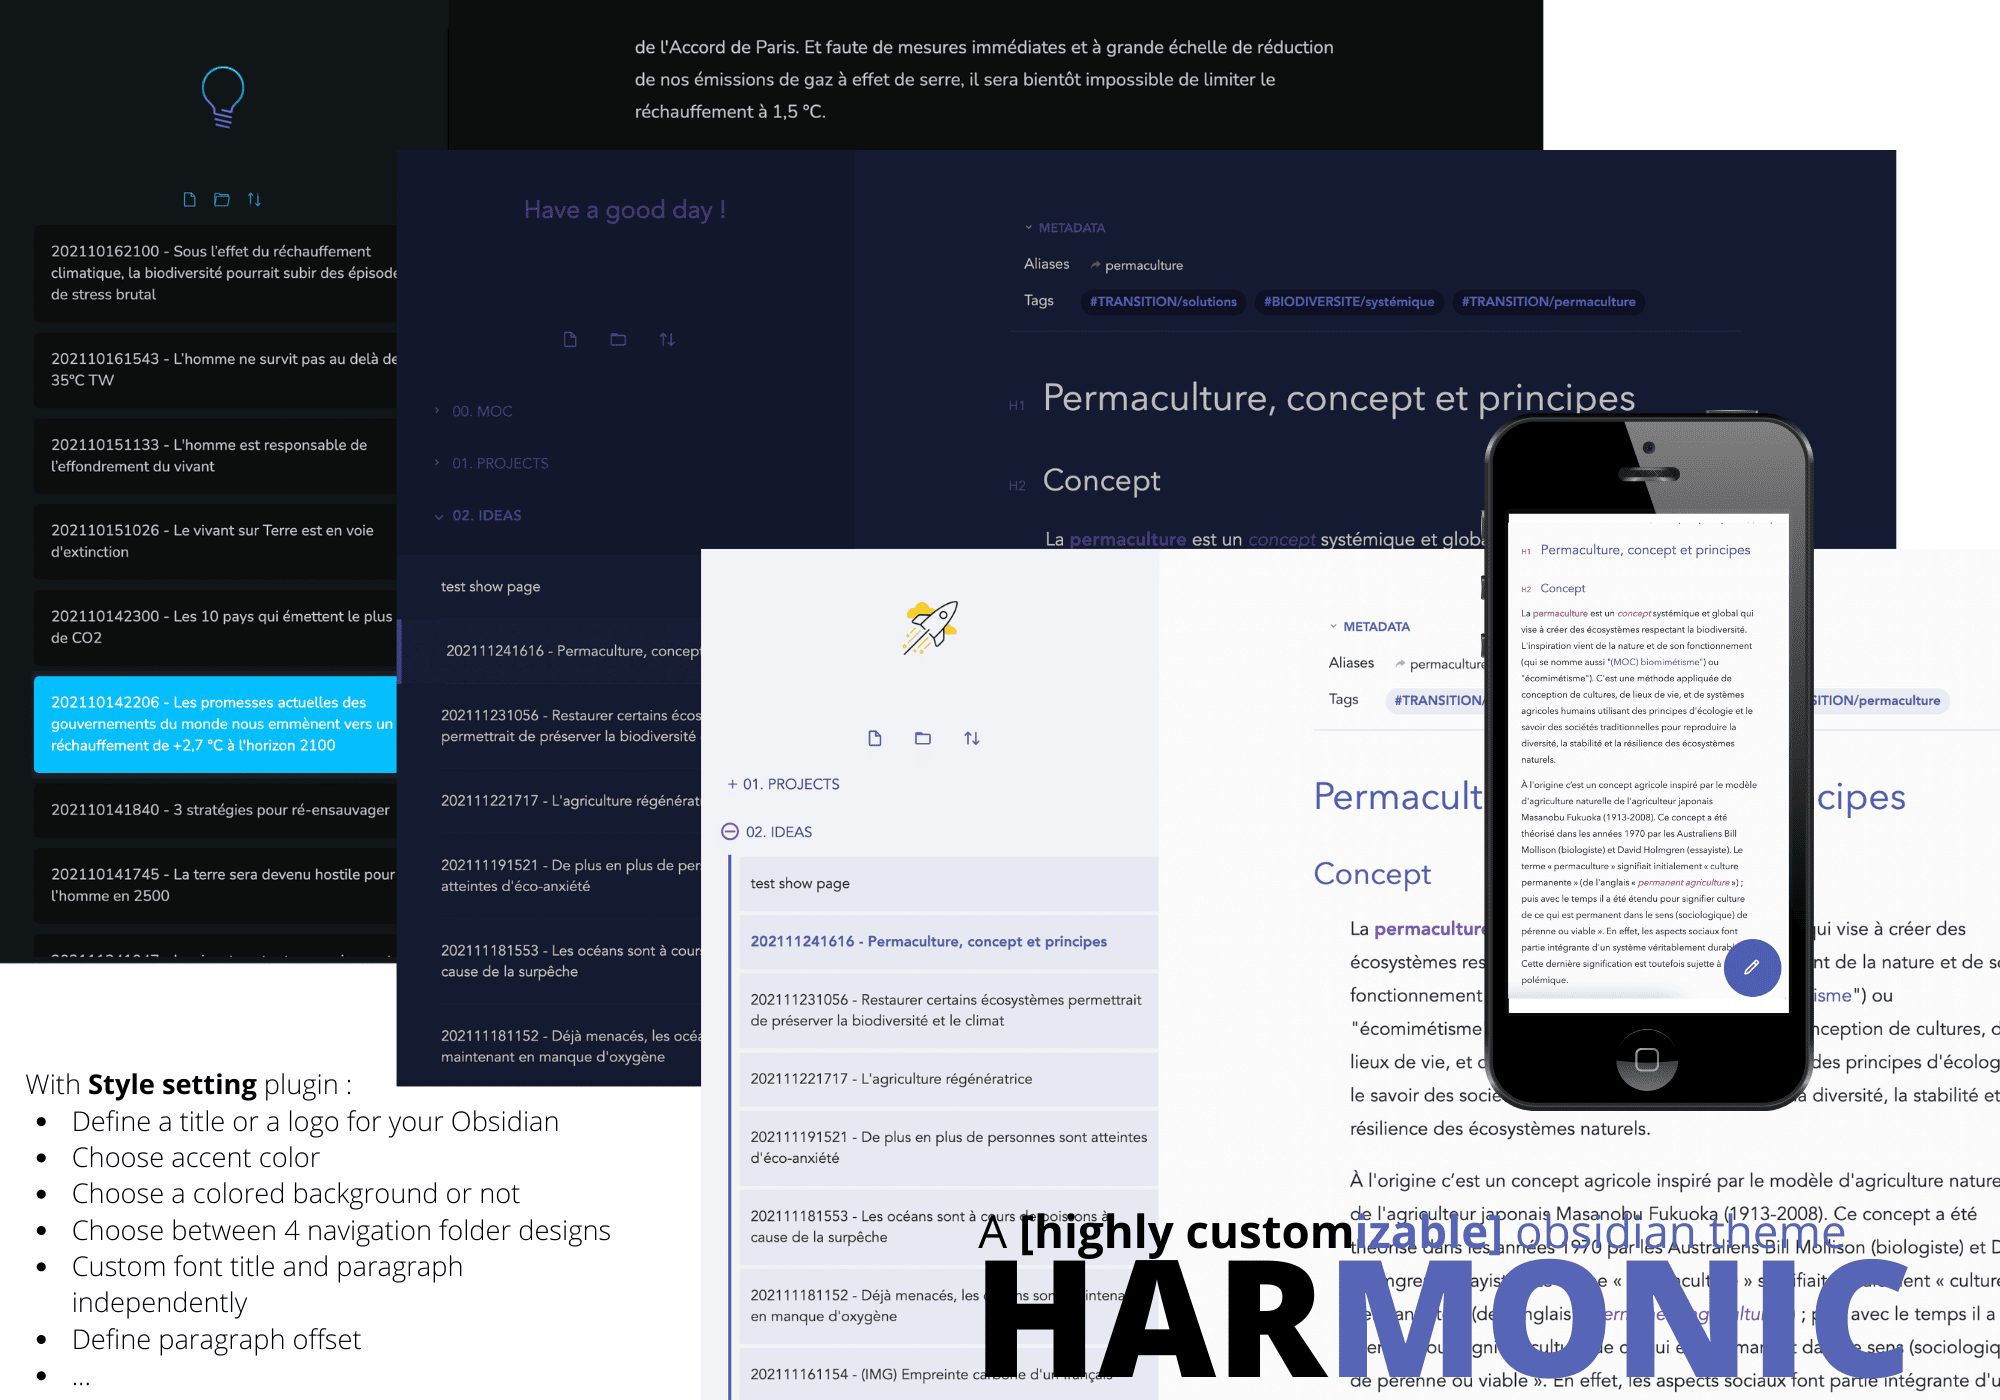 de l'Accord de Paris. Et faute de mesures immédiates et à grande échelle de réduction
de nos émissions de gaz à effet de serre, il sera bientôt impossible de limiter le
réchauffement à 1,5 °C.
202110162100 - Sous l'effet du réchauffement
climatique, la biodiversité pourrait subir des épisode
de stress brutal
202110161543 - L'homme ne survit pas au delà de
35°C TW
202110151133 - L'homme est responsable de
l'effondrement du vivant
202110151026 - Le vivant sur Terre est en voie
d'extinction
202110142300 - Les 10 pays qui émettent le plus
de CO2
202110142206 - Les promesses actuelles des
gouvernements du monde nous emmènent vers un
réchauffement de +2,7 °C à l'horizon 2100
202110141840 - 3 stratégies pour ré-ensauvager
202110141745 - La terre sera devenu hostile pour
l'homme en 2500
Have a good day !
00. MOC
01. PROJECTS
02. IDEAS
test show page
202111241616 - Permaculture, concept
202111231056 - Restaurer certains écos
permettrait de préserver la biodiversité
202111221717 - L'agriculture régénérat
202111191521 - De plus en plus de per
atteintes d'éco-anxiété
202111181553 - Les océans sont à cour
cause de la surpêche
202111181152 - Déjà menacés, les océa
maintenant en manque d'oxygène
METADATA
Aliases permaculture
Tags #TRANSITION/solutions #BIODIVERSITE/systémique #TRANSITION/permaculture
H1 Permaculture, concept et principes
H2 Concept
La permaculture est un concept systémique et globa
+ 01. PROJECTS
02. IDEAS
test show page
202111241616 - Permaculture, concept et principes
202111231056 - Restaurer certains écosystèmes permettrait
de préserver la biodiversité et le climat
202111221717 - L'agriculture régénératrice
202111191521 - De plus en plus de personnes sont atteintes
d'éco-anxiété
202111181553 - Les océans sont à cours de poissons à
cause de la surpêche
202111181152 - Déjà menacés, les océans sont maintena
en manque d'oxygène
202111161154 - (IMG) Empreinte carbone d'un français
METADATA
Aliases permaculture
Tags #TRANSITION/ SITION/permaculture
Permacult cipes
Concept
La permaculture qui vise à créer des
écosystèmes res nt de la nature et de s
fonctionnement isme") ou
"écomimétisme nception de cultures, d
lieux de vie, et d des principes d'écolog
le savoir des socié a diversité, la stabilité et
résilience des écosystèmes naturels.
À l'origine c'est un concept agricole inspiré par le modèle d'agriculture nature
de l'agriculteur japonais Masanobu Fukuoka (1913-2008). Ce concept a été
théorisé dans les années 1970 par les Australiens Bill Mollison (biologiste) et D
avec le temps il a
de pérenne ou viable ». En effet, les aspects sociaux font partie intégrante d'u
H1 Permaculture, concept et principes
H2 Concept
La permaculture est un concept systémique et global qui
vise à créer des écosystèmes respectant la biodiversité.
L'inspiration vient de la nature et de son fonctionnement
(qui se nomme aussi "(MOC) biomimétisme") ou
"écomimétisme"). C'est une méthode appliquée de
conception de cultures, de lieux de vie, et de systèmes
agricoles humains utilisant des principes d'écologie et le
savoir des sociétés traditionnelles pour reproduire la
diversité, la stabilité et la résilience des écosystèmes
naturels.
À l'origine c'est un concept agricole inspiré par le modèle
d'agriculture naturelle de l'agriculteur japonais
Masanobu Fukuoka (1913-2008). Ce concept a été
théorisé dans les années 1970 par les Australiens Bill
Mollison (biologiste) et David Holmgren (essayiste). Le
terme « permaculture » signifiait initialement « culture
permanente » (de l'anglais « permanent agriculture ») ;
puis avec le temps il a été étendu pour signifier culture
de ce qui est permanent dans le sens (sociologique) de
pérenne ou viable ». En effet, les aspects sociaux font
partie intégrante d'un système véritablement durabl
Cette dernière signification est toutefois sujette à
polémique.
With Style setting plugin :
• Define a title or a logo for your Obsidian
• Choose accent color
• Choose a colored background or not
• Choose between 4 navigation folder designs
• Custom font title and paragraph
independently
• Define paragraph offset
• ...
A [highly customizable] obsidian theme
HARMONIC